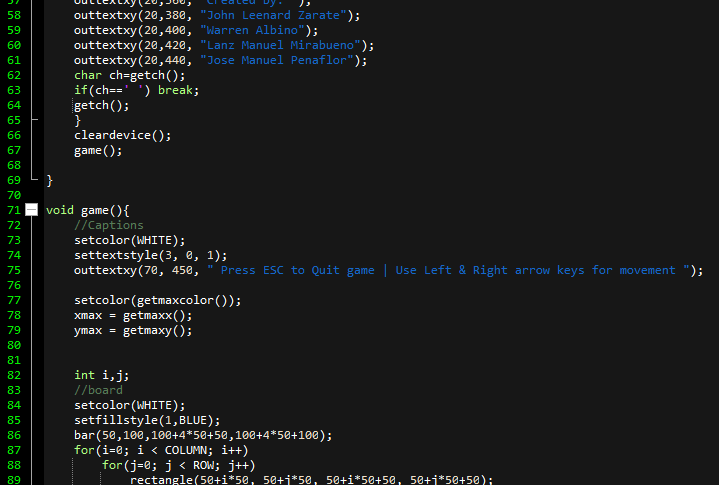 57 outtextxy(20,360, "Created by: ");
58 outtextxy(20,380, "John Leenard Zarate");
59 outtextxy(20,400, "Warren Albino");
60 outtextxy(20,420, "Lanz Manuel Mirabueno");
61 outtextxy(20,440, "Jose Manuel Penaflor");
62 char ch=getch();
63 if(ch==' ') break;
64 getch();
65 }
66 cleardevice();
67 game();
68
69 }
70
71 void game(){
72 //Captions
73 setcolor(WHITE);
74 settextstyle(3, 0, 1);
75 outtextxy(70, 450, " Press ESC to Quit game | Use Left & Right arrow keys for movement ");
76
77 setcolor(getmaxcolor());
78 xmax = getmaxx();
79 ymax = getmaxy();
80
81
82 int i,j;
83 //board
84 setcolor(WHITE);
85 setfillstyle(1,BLUE);
86 bar(50,100,100+4*50+50,100+4*50+100);
87 for(i=0; i < COLUMN; i++)
88 for(j=0; j < ROW; j++)
89 rectangle(50+i*50, 50+j*50, 50+i*50+50, 50+j*50+50);